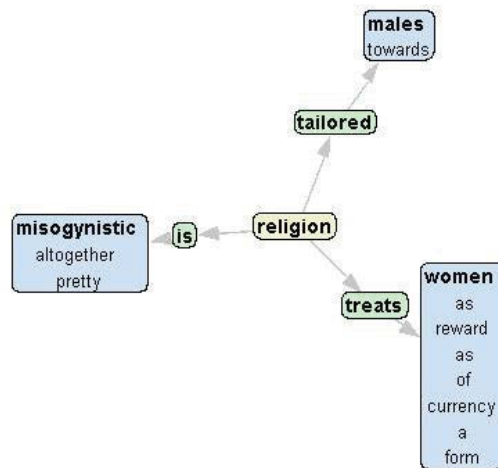 males
towards
tailored
misogynistic
altogether
pretty
is
religion
treats
women
as
reward
as
of
currency
a
form